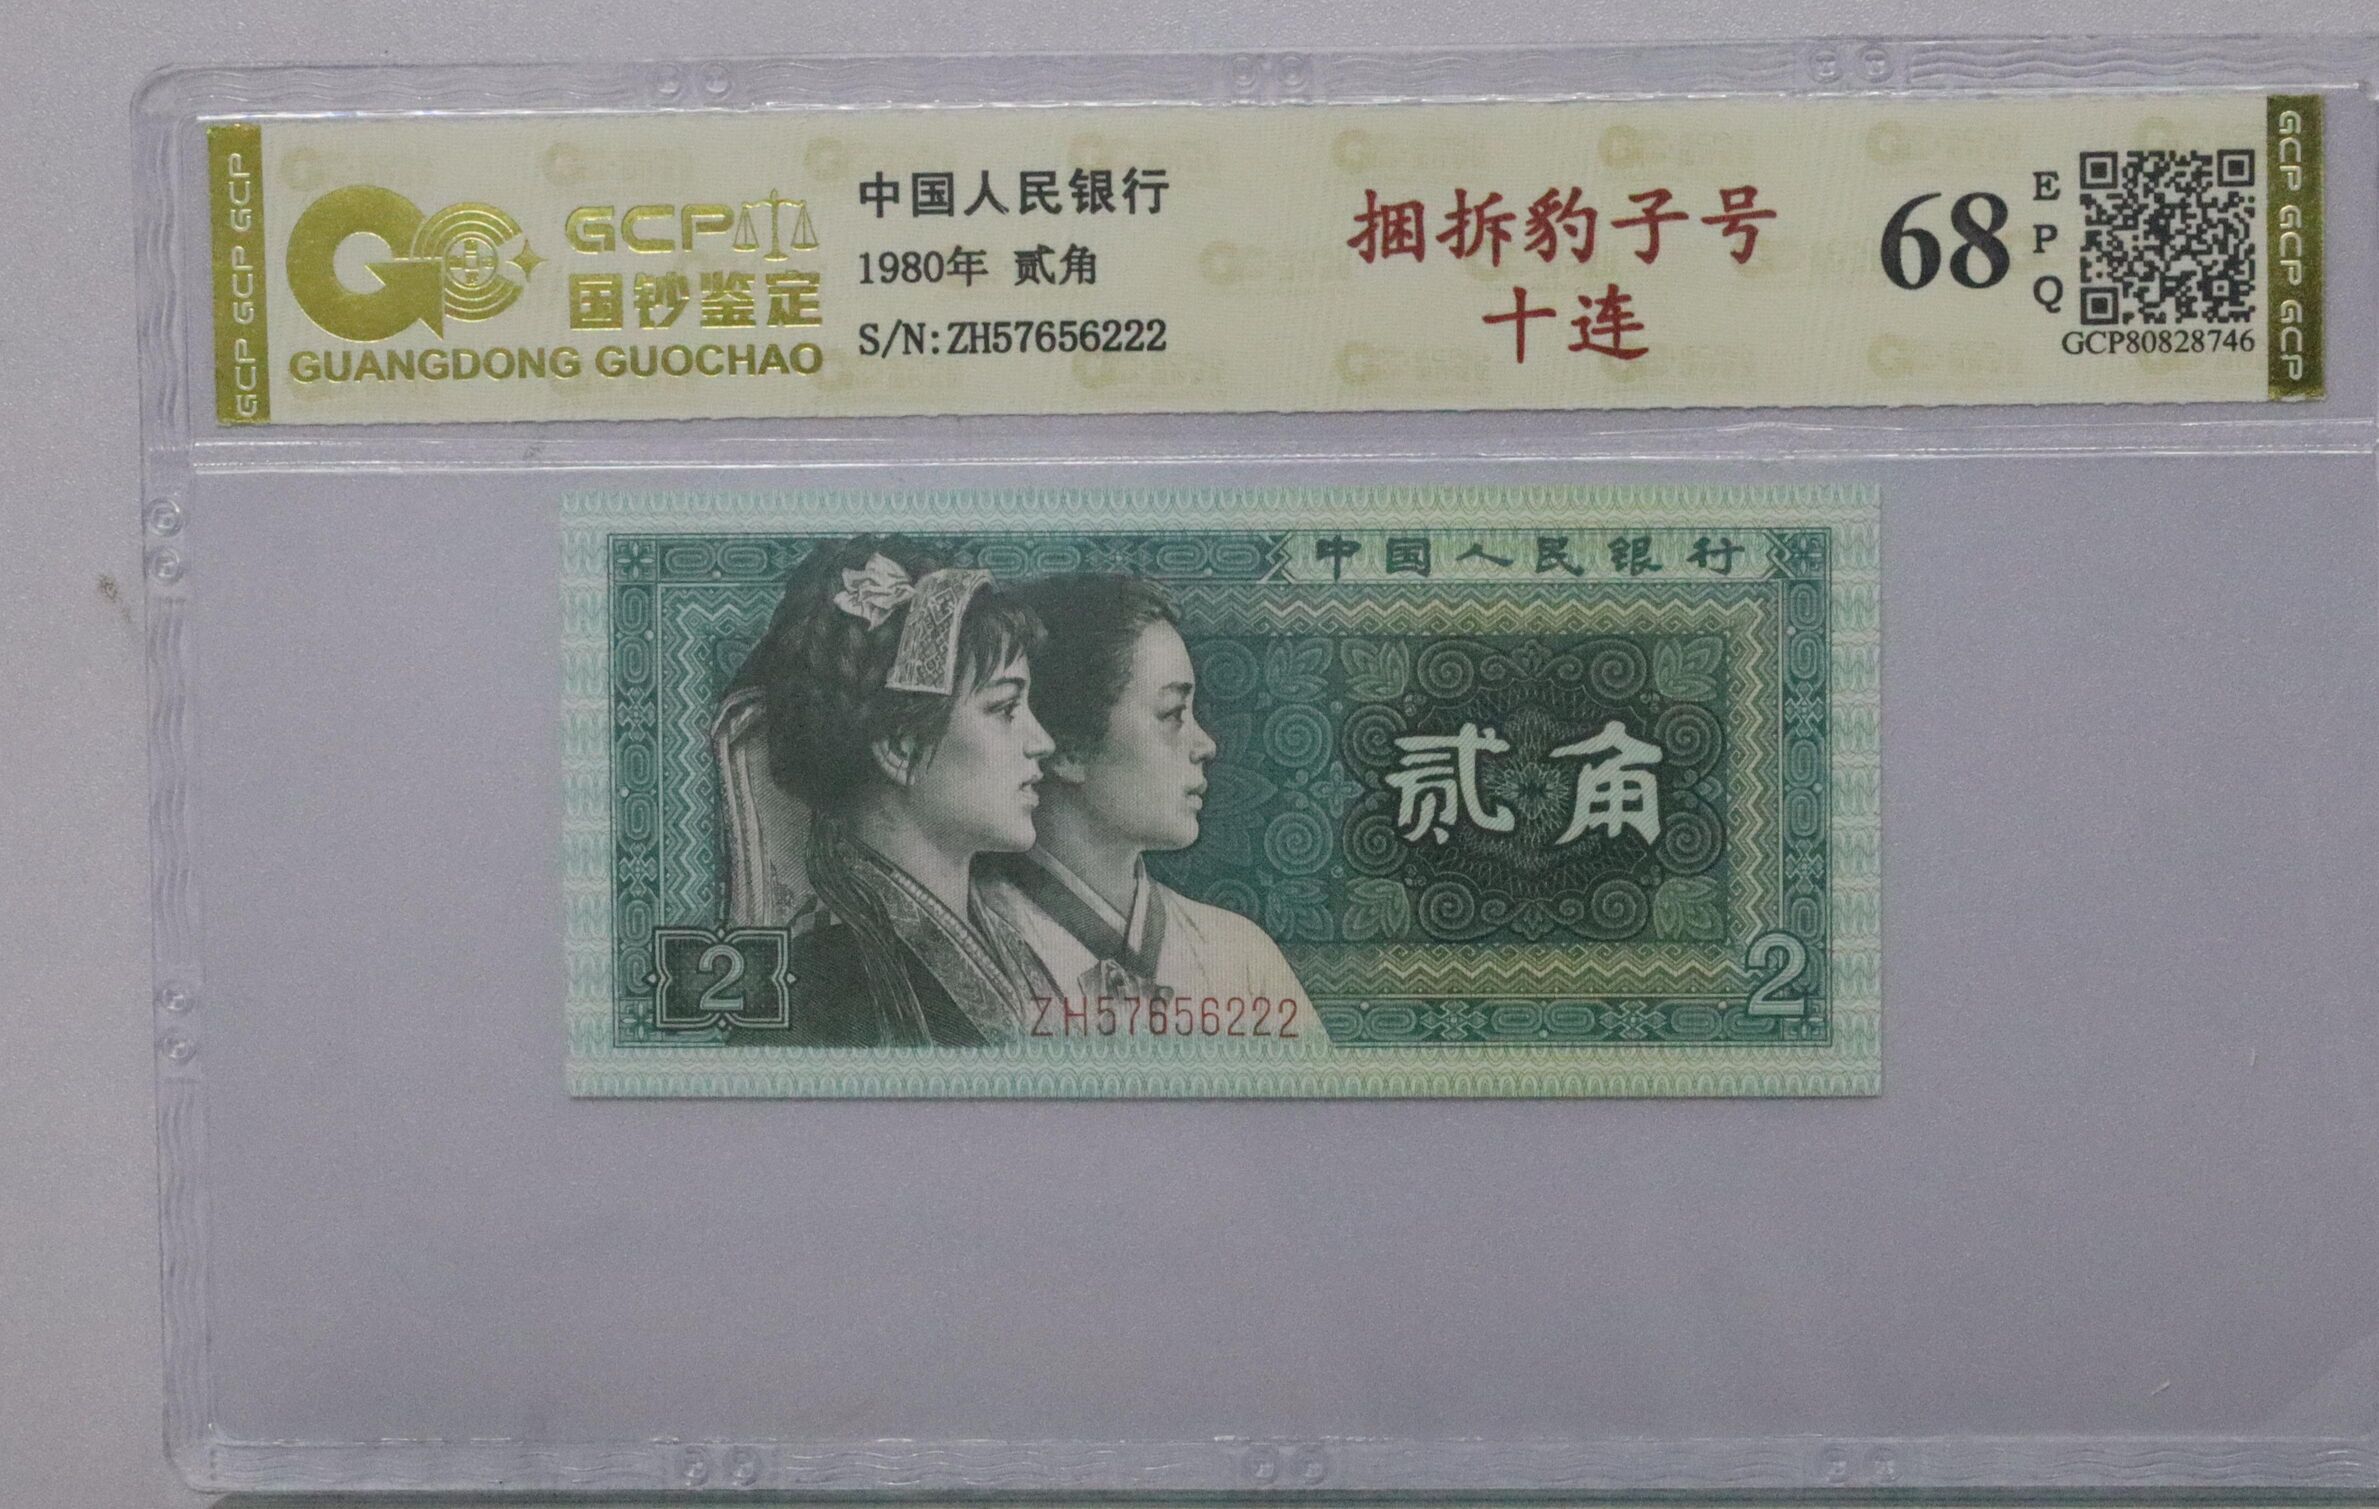 GCP GCP GCP
GCP
国钞鉴定
GUANGDONG GUOCHAO
中国人民银行
1980年 贰角
S/N:ZH57656222
捆拆豹子号
十连
68
E
P
Q
GCP80828746
GCP GCP GCP
中国人民银行
贰角
2
2
ZH57656222